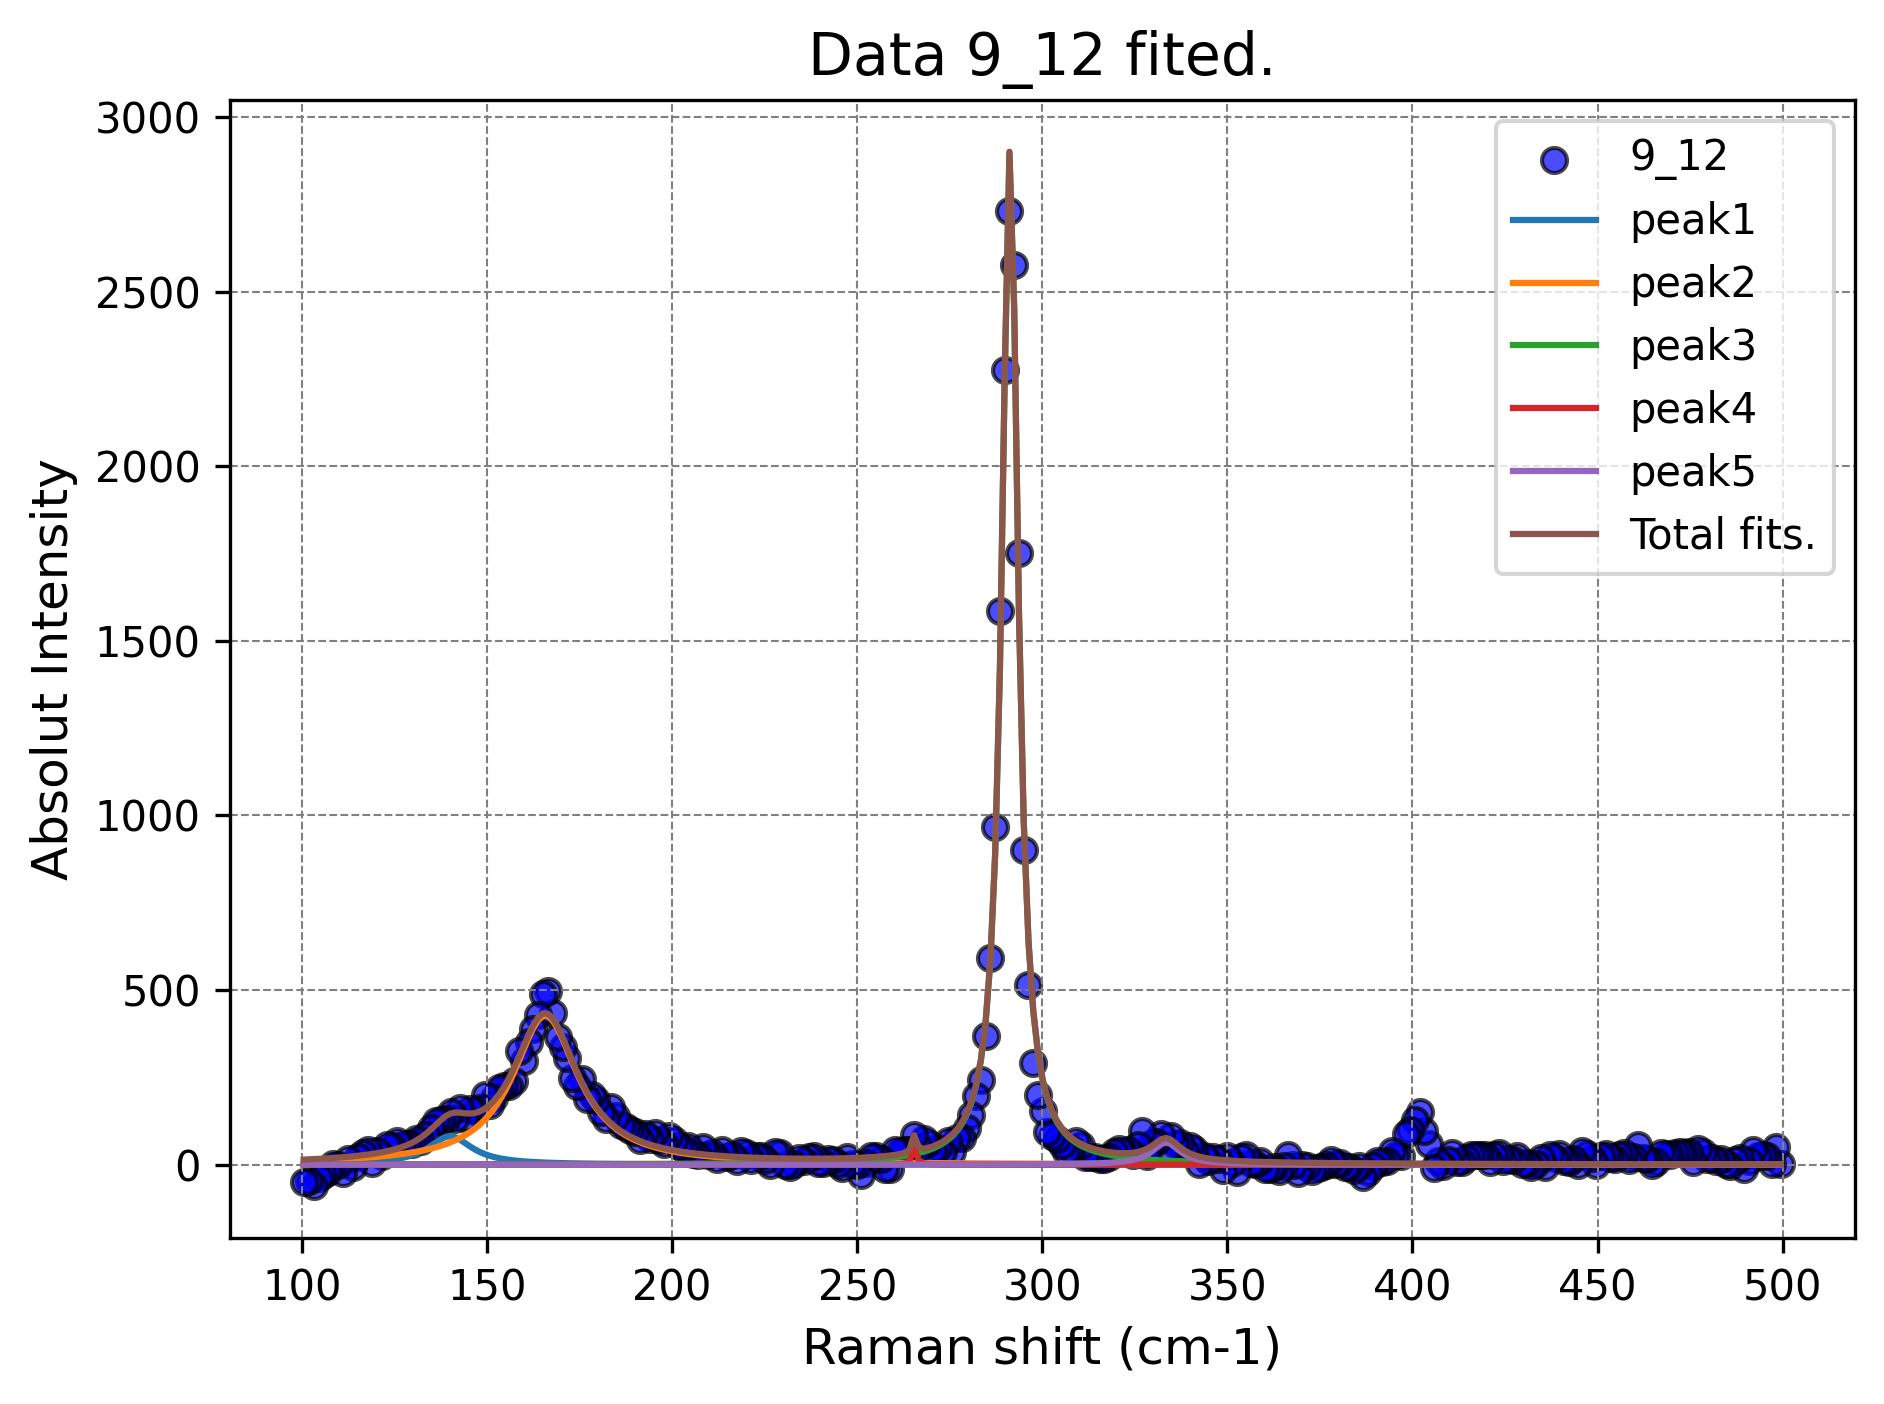 Data 9_12 fited.
3000
2500
2000
1500
1000
500
0
Absolut Intensity
9_12
peak1
peak2
peak3
peak4
peak5
Total fits.
100 150 200 250 300 350 400 450 500
Raman shift (cm-1)